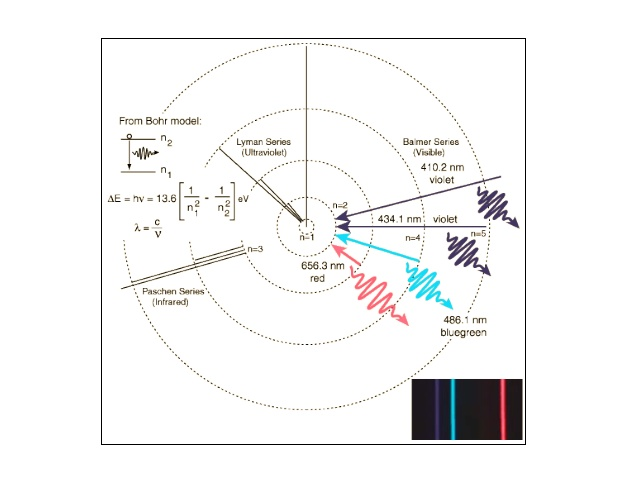 From Bohr model:
n2
n1
ΔE = hν = 13.6 [ 1/n1² - 1/n2² ] eV
λ = c/ν
Lyman Series
(Ultraviolet)
Balmer Series
(Visible)
410.2 nm
violet
n=2
434.1 nm violet
n=1
n=4
n=5
n=3
656.3 nm
red
Paschen Series
(Infrared)
486.1 nm
bluegreen